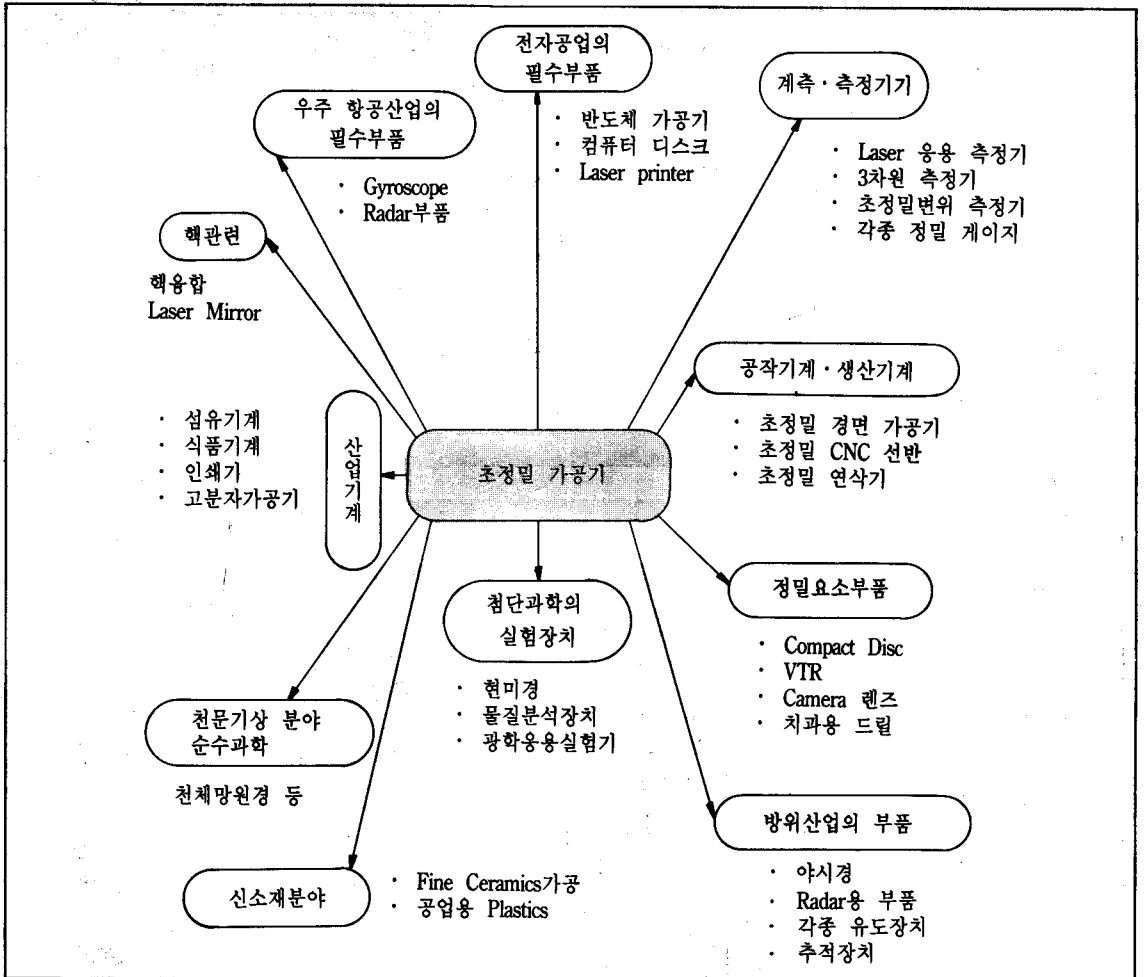 전자공업의
필수부품
· 반도체 가공기
· 컴퓨터 디스크
· Laser printer
계측 · 측정기기
· Laser 응용 측정기
· 3차원 측정기
· 초정밀변위 측정기
· 각종 정밀 게이지
우주 항공산업의
필수부품
· Gyroscope
· Radar부품
핵관련
핵융합
Laser Mirror
공작기계 · 생산기계
· 초정밀 경면 가공기
· 초정밀 CNC 선반
· 초정밀 연삭기
· 섬유기계
· 식품기계
· 인쇄기
· 고분자가공기
산업기계
초정밀 가공기
첨단과학의
실험장치
· 현미경
· 물질분석장치
· 광학응용실험기
정밀요소부품
· Compact Disc
· VTR
· Camera 렌즈
· 치과용 드릴
천문기상 분야
순수과학
천체망원경 등
방위산업의 부품
· 야시경
· Radar용 부품
· 각종 유도장치
· 추적장치
신소재분야
· Fine Ceramics가공
· 공업용 Plastics